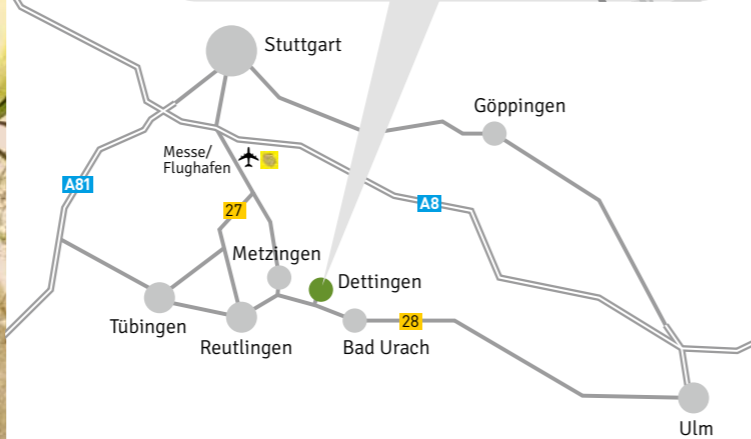 Stuttgart
Göppingen
Messe/
Flughafen
A81
A8
27
Metzingen
Dettingen
Tübingen
28
Reutlingen
Bad Urach
Ulm